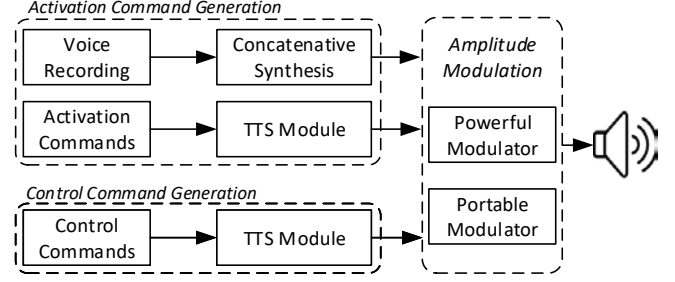 Activation Command Generation
Voice
Recording
Concatenative
Synthesis
Activation
Commands
TTS Module
Control Command Generation
Control
Commands
TTS Module
Amplitude
Modulation
Powerful
Modulator
Portable
Modulator